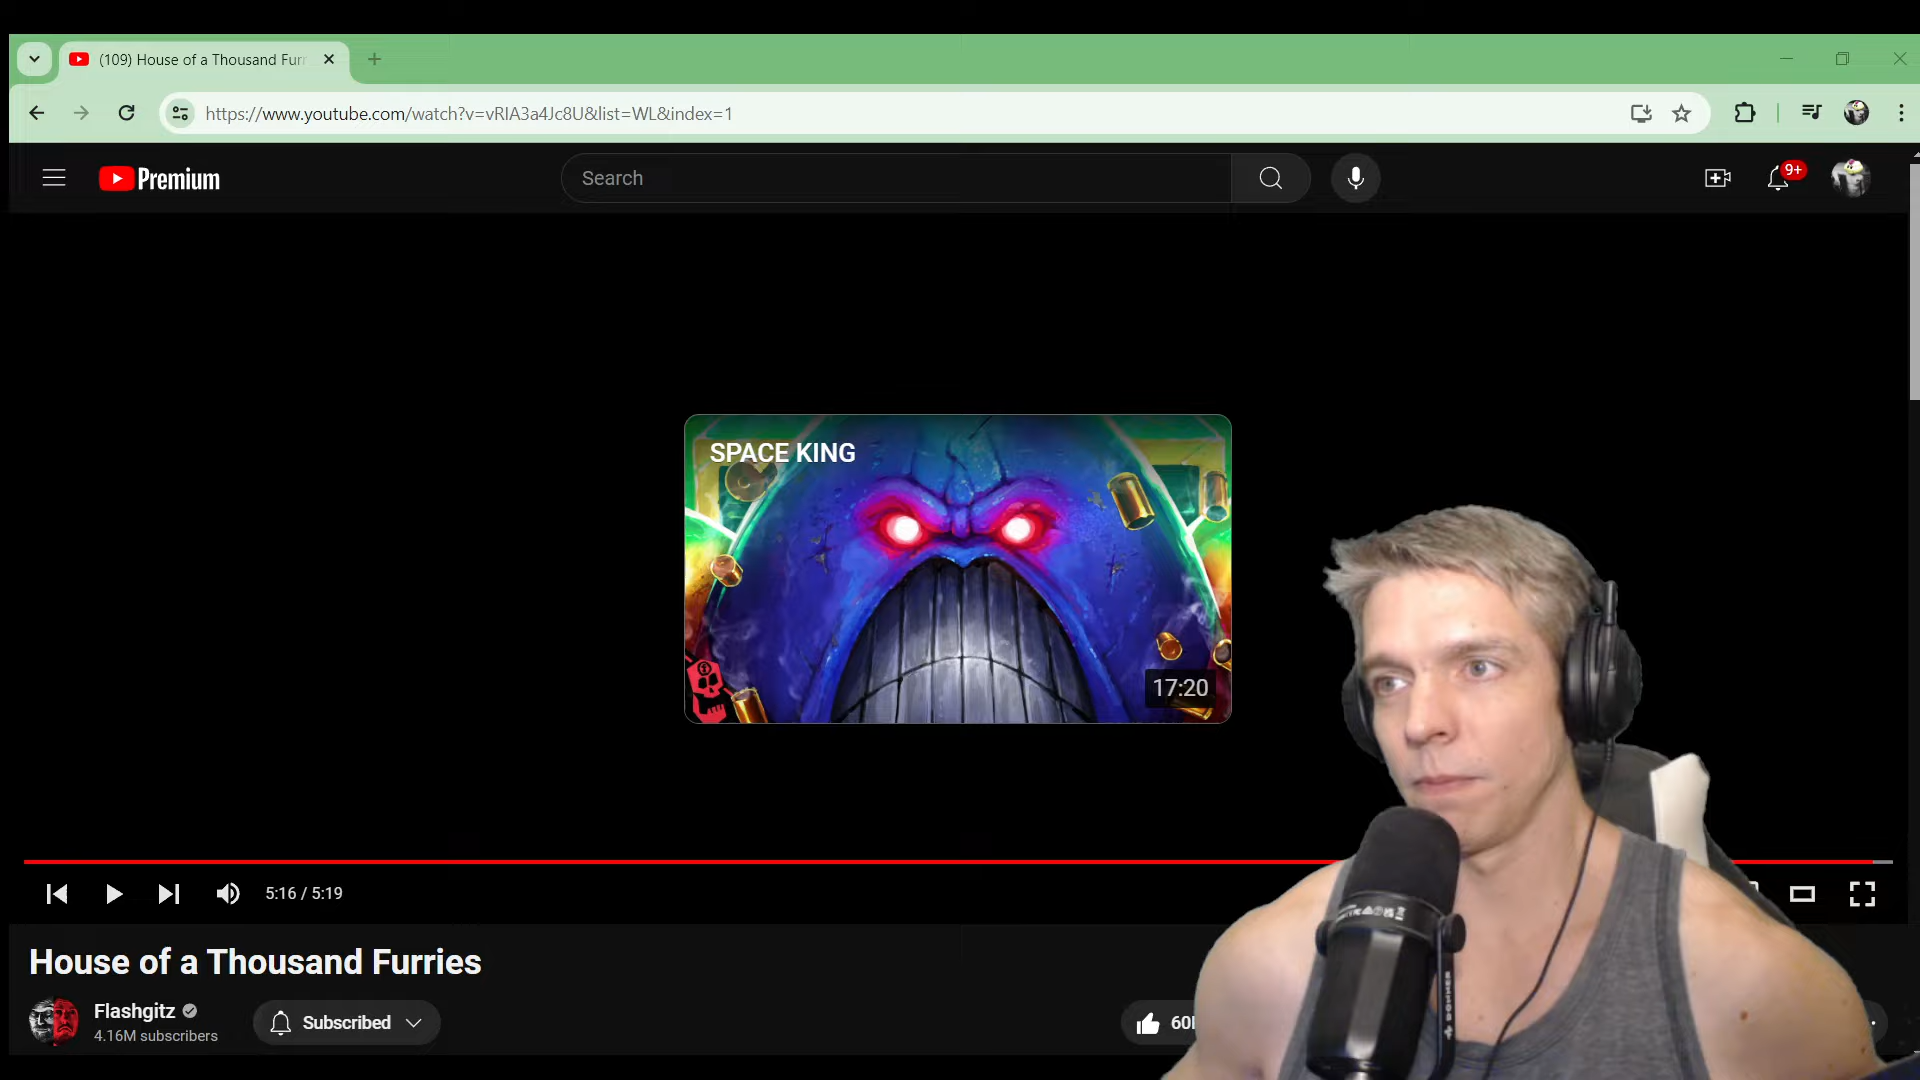 (109) House of a Thousand Furr
https://www.youtube.com/watch?v=vRIA3a4Jc8U&list=WL&index=1
Premium
Search
9+
SPACE KING
17:20
5:16 / 5:19
House of a Thousand Furries
Flashgitz
4.16M subscribers
Subscribed
60
DONNER